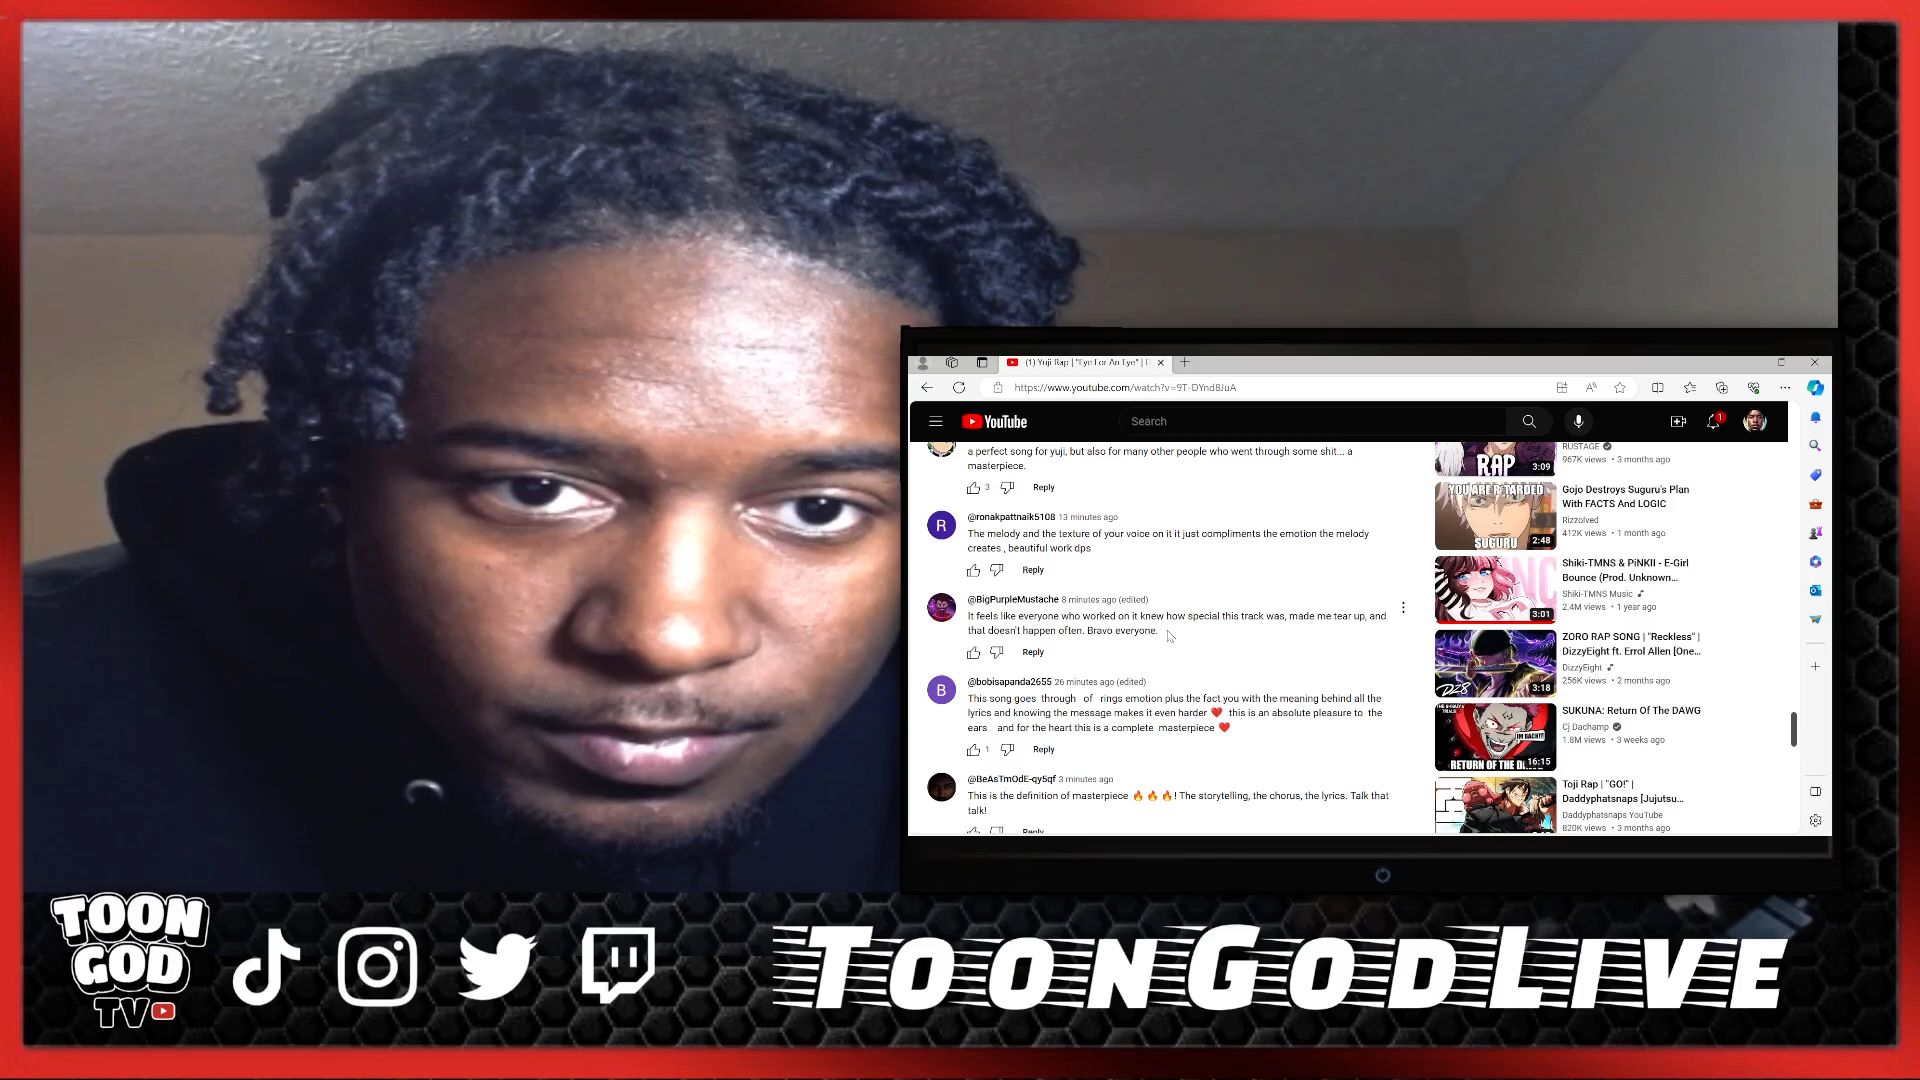 (1) Yuji Rap | "Eye For An Eye" | D
https://www.youtube.com/watch?v=9T-DYnd8JuA
YouTube
Search
1
a perfect song for yuji, but also for many other people who went through some shit... a
masterpiece.
3
Reply
R
@ronakpattnaik5108 13 minutes ago
The melody and the texture of your voice on it it just compliments the emotion the melody
creates , beautiful work dps
Reply
@BigPurpleMustache 8 minutes ago (edited)
It feels like everyone who worked on it knew how special this track was, made me tear up, and
that doesn't happen often. Bravo everyone.
Reply
B
@bobisapanda2655 26 minutes ago (edited)
This song goes through of rings emotion plus the fact you with the meaning behind all the
lyrics and knowing the message makes it even harder ❤️ this is an absolute pleasure to the
ears and for the heart this is a complete masterpiece ❤️
1
Reply
@BeAsTmOdE-qy5qf 3 minutes ago
This is the definition of masterpiece 🔥 🔥 🔥! The storytelling, the chorus, the lyrics. Talk that
talk!
Reply
RAP
3:09
RUSTAGE
967K views • 3 months ago
SUGURU
2:48
Gojo Destroys Suguru's Plan
With FACTS And LOGIC
Rizzolved
412K views • 1 month ago
3:01
Shiki-TMNS & PiNKII - E-Girl
Bounce (Prod. Unknown...
Shiki-TMNS Music
2.4M views • 1 year ago
3:18
ZORO RAP SONG | "Reckless" |
DizzyEight ft. Errol Allen [One...
DizzyEight
256K views • 2 months ago
IM BACK!!!
RETURN OF THE DAWG
16:15
SUKUNA: Return Of The DAWG
Cj Dachamp
1.8M views • 3 weeks ago
Toji Rap | "GO!" |
Daddyphatsnaps [Jujutsu...
Daddyphatsnaps YouTube
820K views • 3 months ago
TOON
GOD
TV
TOONGODLIVE